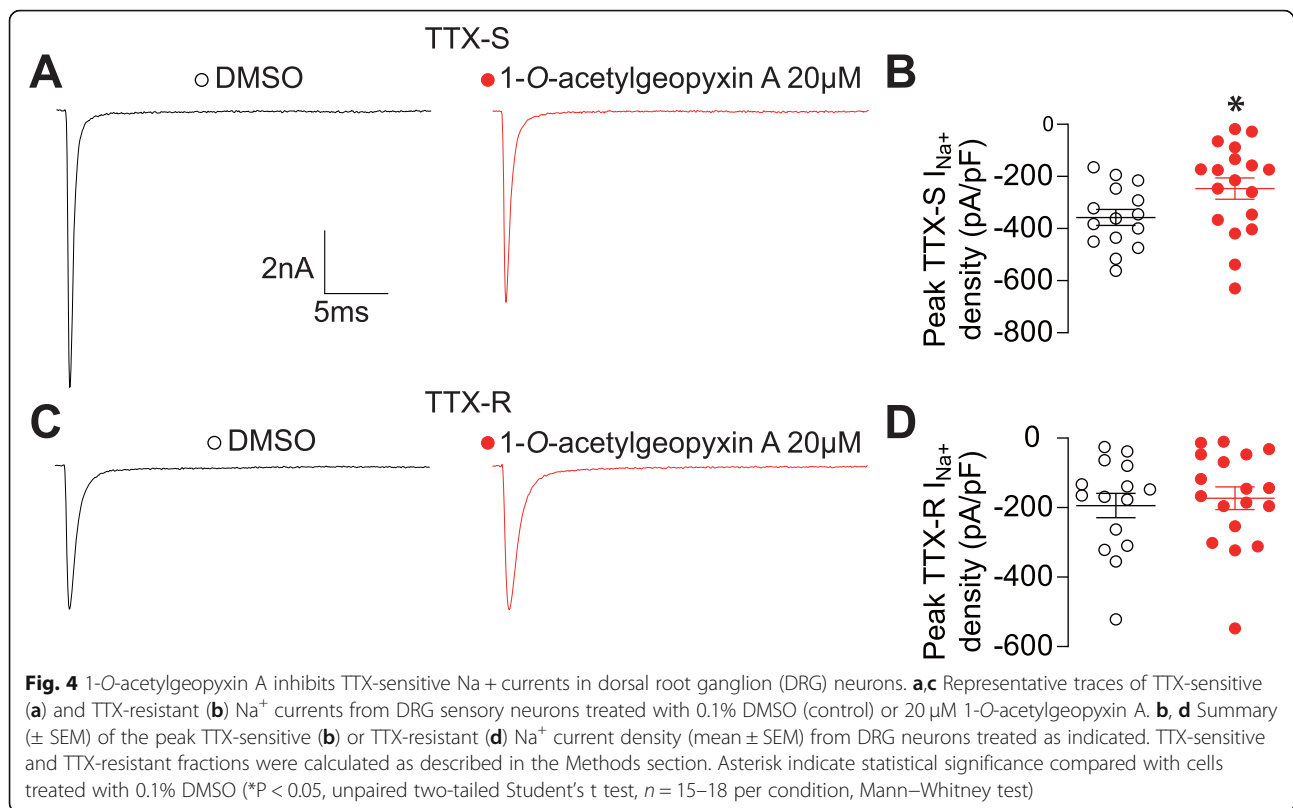 TTX-S
A
DMSO
1-O-acetylgeopyxin A 20µM
2nA
5ms
B
*
Peak TTX-S I_Na+
density (pA/pF)
0
-200
-400
-600
-800
TTX-R
C
DMSO
1-O-acetylgeopyxin A 20µM
D
Peak TTX-R I_Na+
density (pA/pF)
0
-200
-400
-600
Fig. 4 1-O-acetylgeopyxin A inhibits TTX-sensitive Na + currents in dorsal root ganglion (DRG) neurons. a,c Representative traces of TTX-sensitive
(a) and TTX-resistant (b) Na⁺ currents from DRG sensory neurons treated with 0.1% DMSO (control) or 20 µM 1-O-acetylgeopyxin A. b, d Summary
(± SEM) of the peak TTX-sensitive (b) or TTX-resistant (d) Na⁺ current density (mean ± SEM) from DRG neurons treated as indicated. TTX-sensitive
and TTX-resistant fractions were calculated as described in the Methods section. Asterisk indicate statistical significance compared with cells
treated with 0.1% DMSO (*P < 0.05, unpaired two-tailed Student's t test, n = 15–18 per condition, Mann–Whitney test)